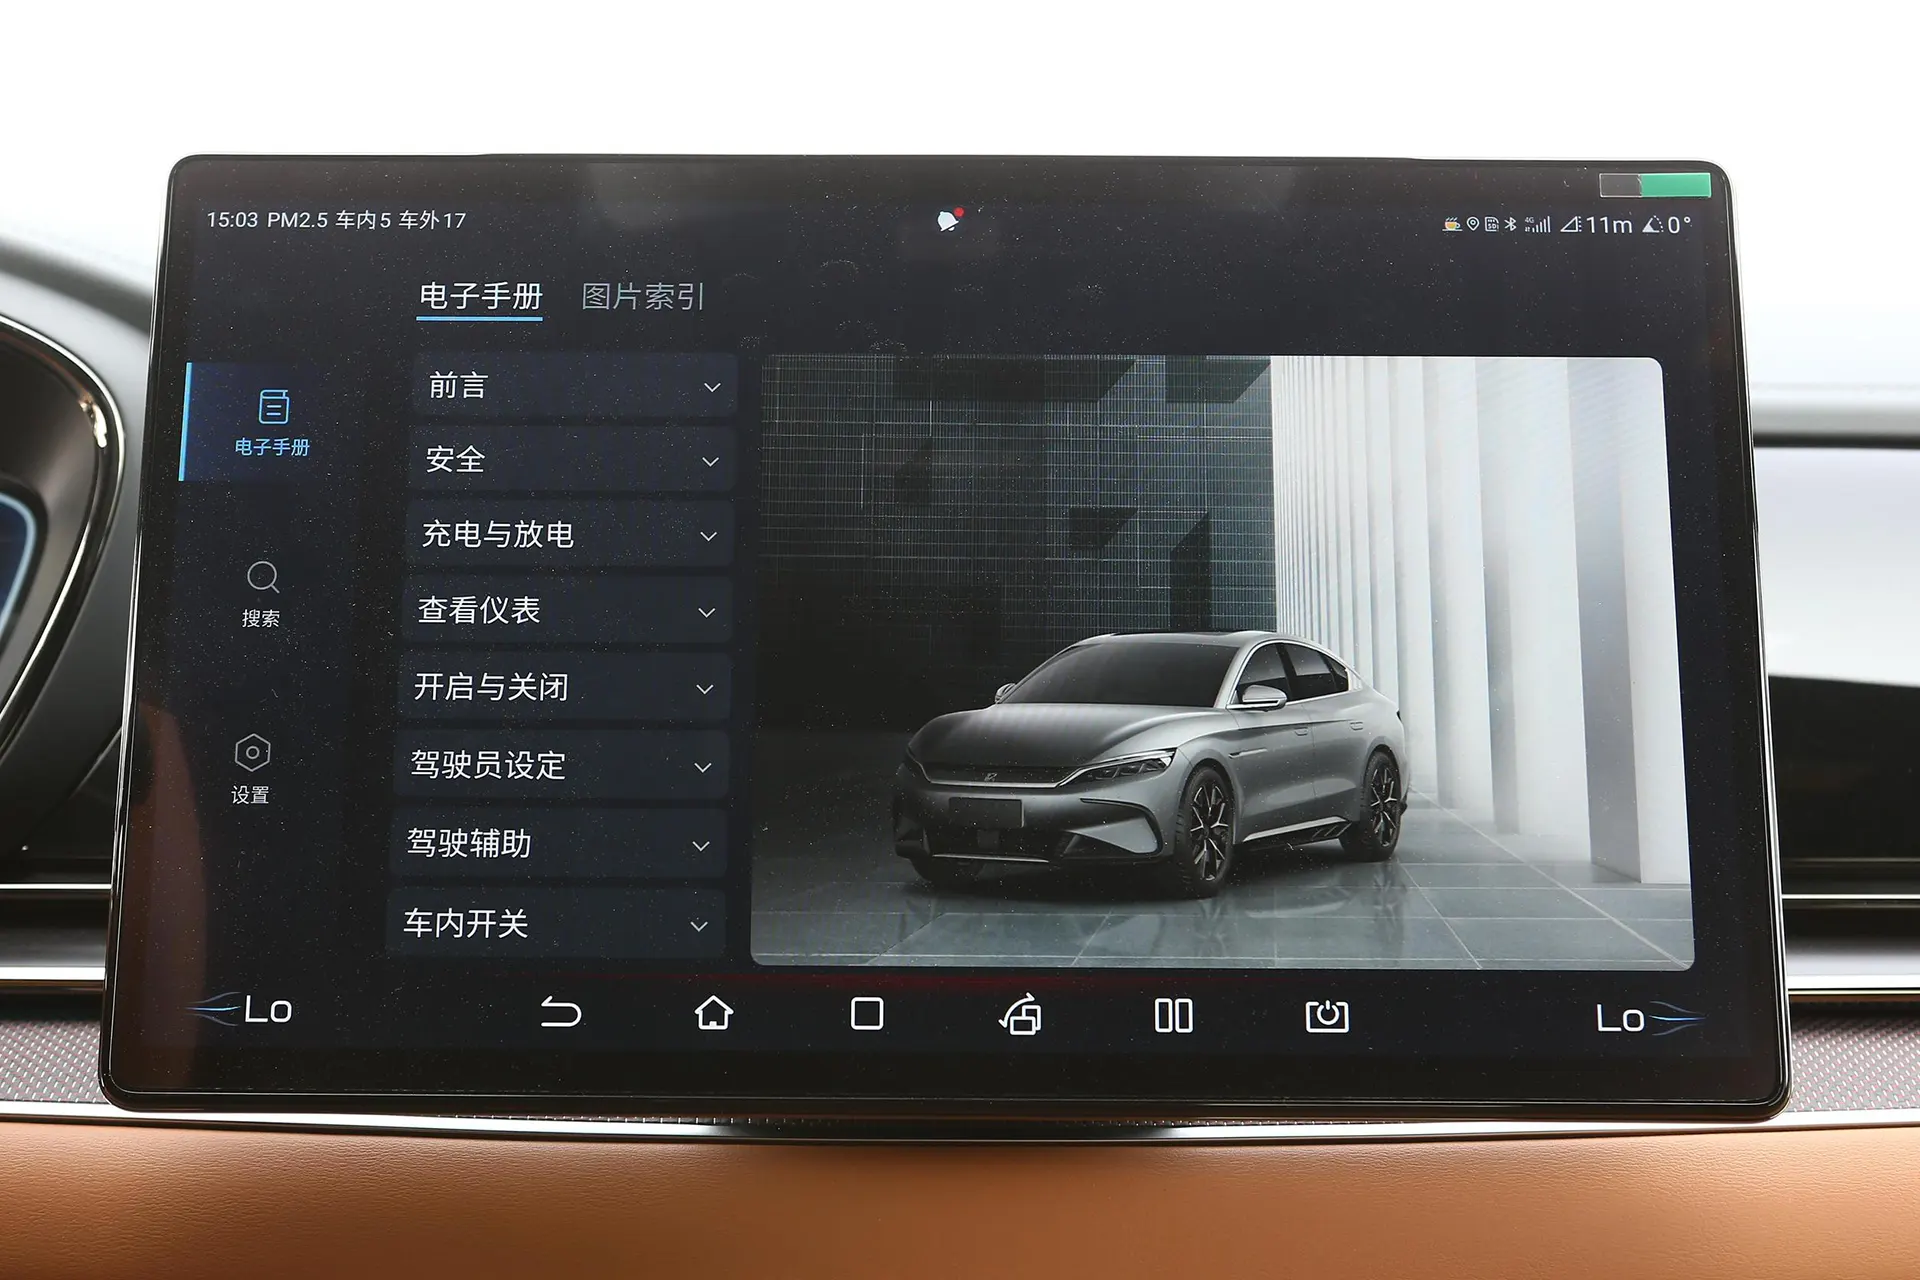 15:03 PM2.5 车内5 车外17
4G
11m
0°
电子手册 图片索引
电子手册
搜索
设置
前言
安全
充电与放电
查看仪表
开启与关闭
驾驶员设定
驾驶辅助
车内开关
Lo
Lo